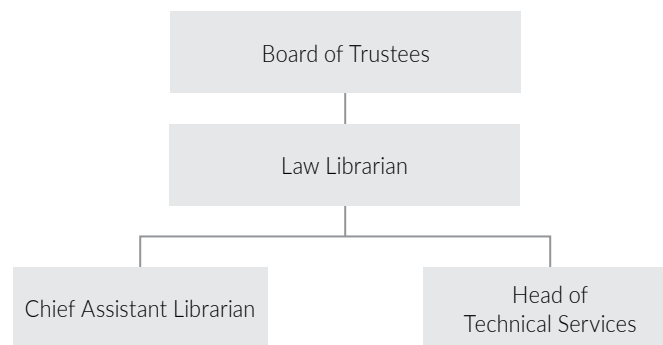 Board of Trustees
Law Librarian
Chief Assistant Librarian
Head of
Technical Services